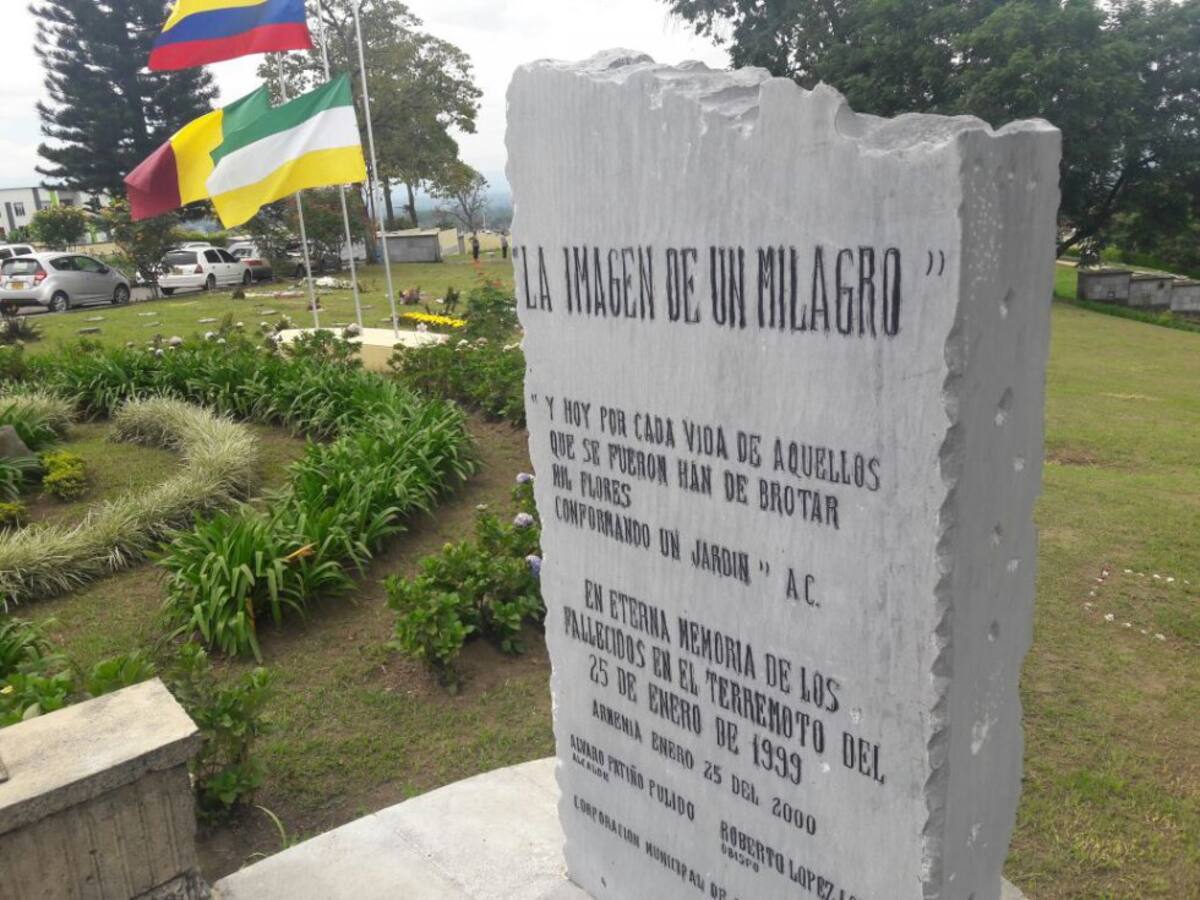 "LA IMAGEN DE UN MILAGRO"
"Y HOY POR CADA VIDA DE AQUELLOS
QUE SE FUERON HAN DE BROTAR
MIL FLORES
CONFORMANDO UN JARDIN" A.C.
EN ETERNA MEMORIA DE LOS
FALLECIDOS EN EL TERREMOTO DEL
25 DE ENERO DE 1999
ARMENIA ENERO 25 DEL 2000
ALVARO PATIÑO PULIDO
ALCALDE
ROBERTO LOPEZ
OBISPO
CORPORACION MUNICIPAL DE